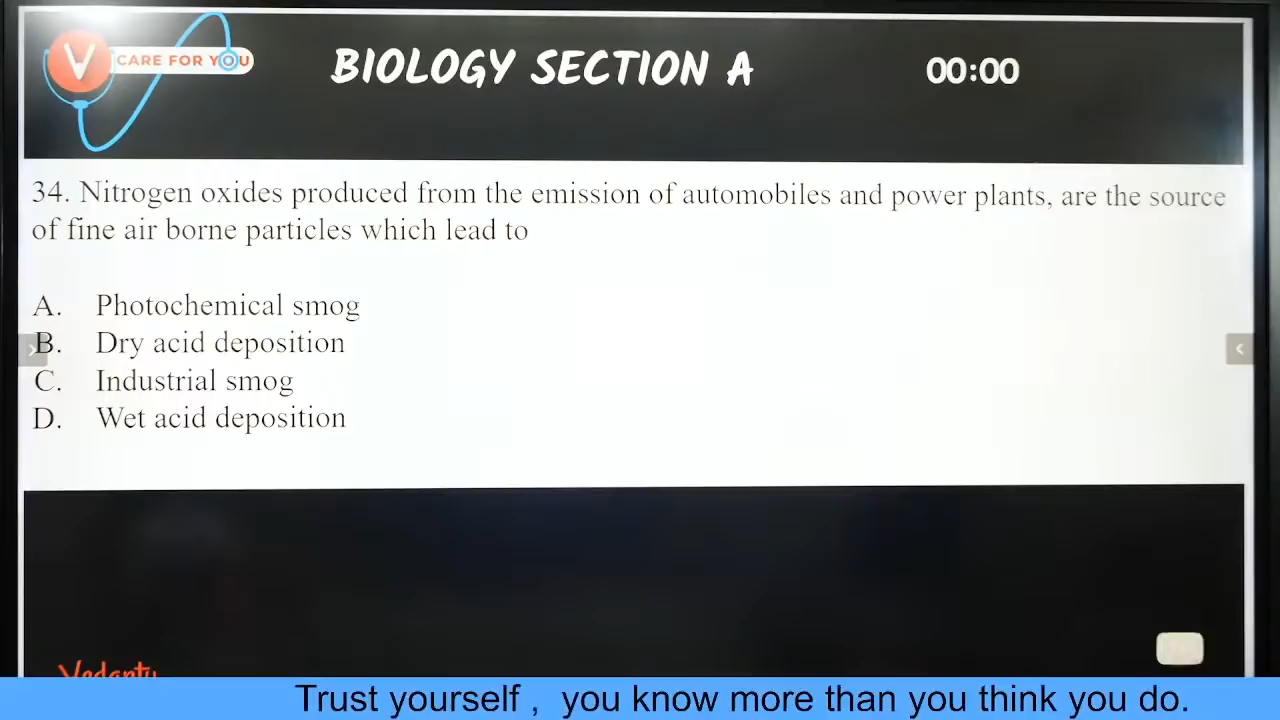 V CARE FOR YOU
BIOLOGY SECTION A
00:00
34. Nitrogen oxides produced from the emission of automobiles and power plants, are the source
of fine air borne particles which lead to
A. Photochemical smog
B. Dry acid deposition
C. Industrial smog
D. Wet acid deposition
Vedantu
Trust yourself , you know more than you think you do.